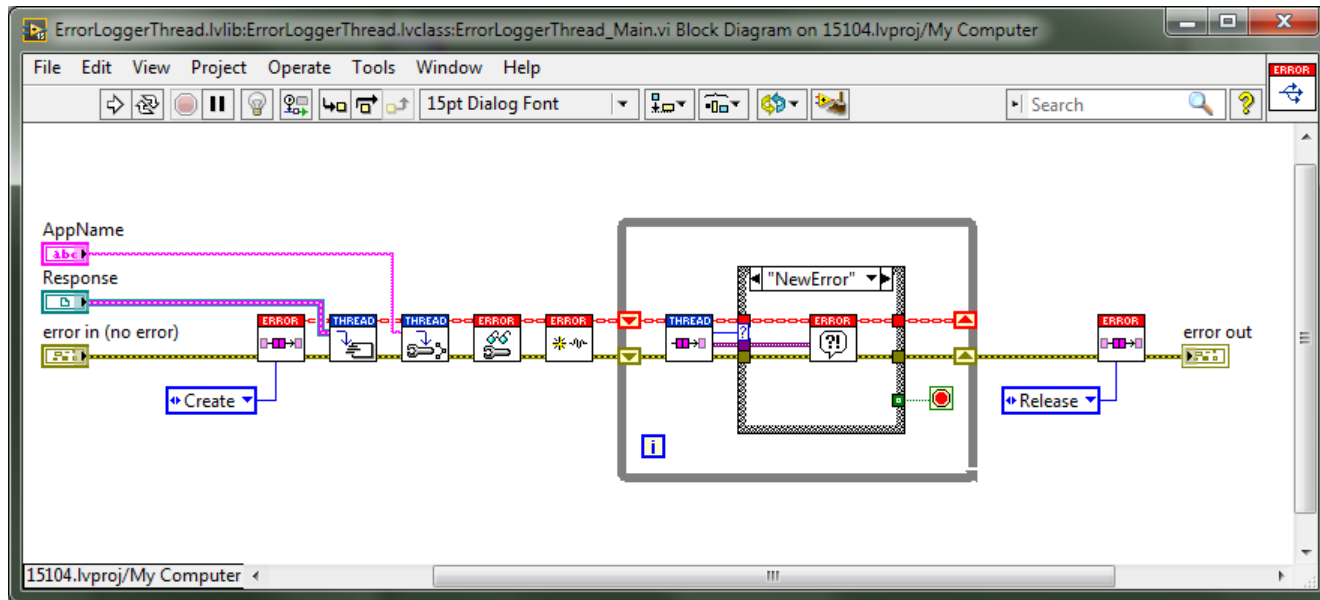 ErrorLoggerThread.lvlib:ErrorLoggerThread.lvclass:ErrorLoggerThread_Main.vi Block Diagram on 15104.lvproj/My Computer
File Edit View Project Operate Tools Window Help
ERROR
15pt Dialog Font
Search
AppName
abc
Response
error in (no error)
ERROR THREAD THREAD ERROR ERROR
Create
THREAD
"NewError"
?
ERROR
?!
i
ERROR
Release
error out
15104.lvproj/My Computer